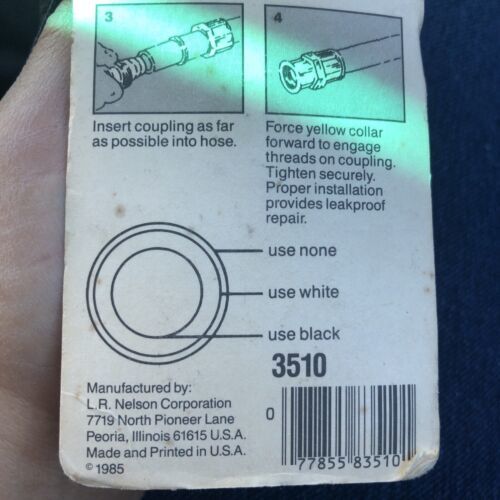 3
4
Insert coupling as far
as possible into hose.
Force yellow collar
forward to engage
threads on coupling.
Tighten securely.
Proper installation
provides leakproof
repair.
use none
use white
use black
3510
Manufactured by:
L.R. Nelson Corporation
7719 North Pioneer Lane
Peoria, Illinois 61615 U.S.A.
Made and Printed in U.S.A.
© 1985
0 77855 83510